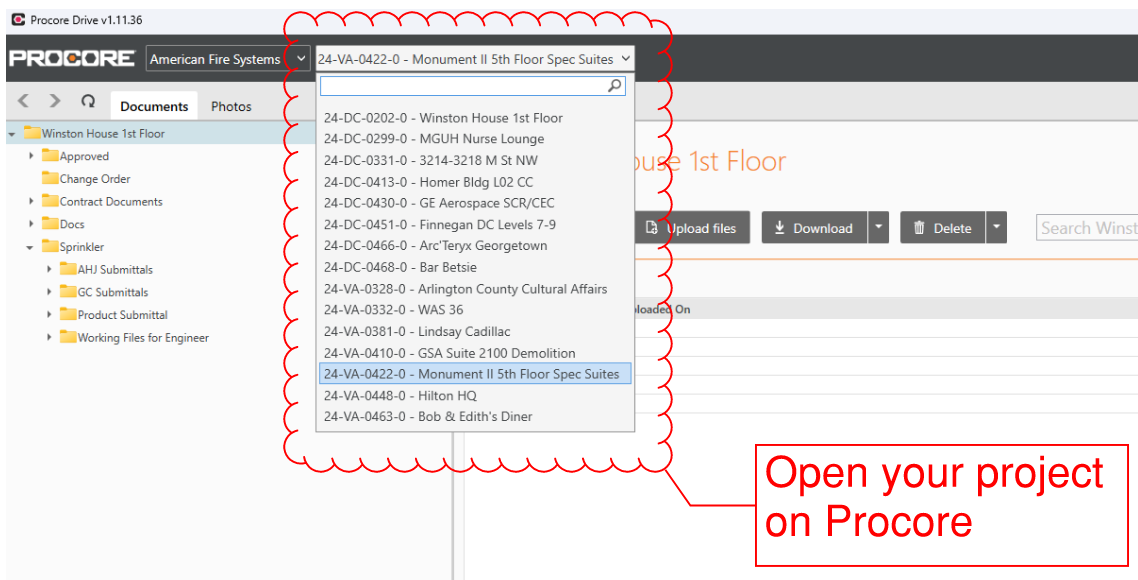 Procore Drive v1.11.36
PROCORE
American Fire Systems
24-VA-0422-0 - Monument II 5th Floor Spec Suites
Documents
Photos
Winston House 1st Floor
Approved
Change Order
Contract Documents
Docs
Sprinkler
AHJ Submittals
GC Submittals
Product Submittal
Working Files for Engineer
24-DC-0202-0 - Winston House 1st Floor
24-DC-0299-0 - MGUH Nurse Lounge
24-DC-0331-0 - 3214-3218 M St NW
24-DC-0413-0 - Homer Bldg L02 CC
24-DC-0430-0 - GE Aerospace SCR/CEC
24-DC-0451-0 - Finnegan DC Levels 7-9
24-DC-0466-0 - Arc'Teryx Georgetown
24-DC-0468-0 - Bar Betsie
24-VA-0328-0 - Arlington County Cultural Affairs
24-VA-0332-0 - WAS 36
24-VA-0381-0 - Lindsay Cadillac
24-VA-0410-0 - GSA Suite 2100 Demolition
24-VA-0422-0 - Monument II 5th Floor Spec Suites
24-VA-0448-0 - Hilton HQ
24-VA-0463-0 - Bob & Edith's Diner
ouse 1st Floor
Upload files
Download
Delete
Search Winst
loaded On
Open your project
on Procore